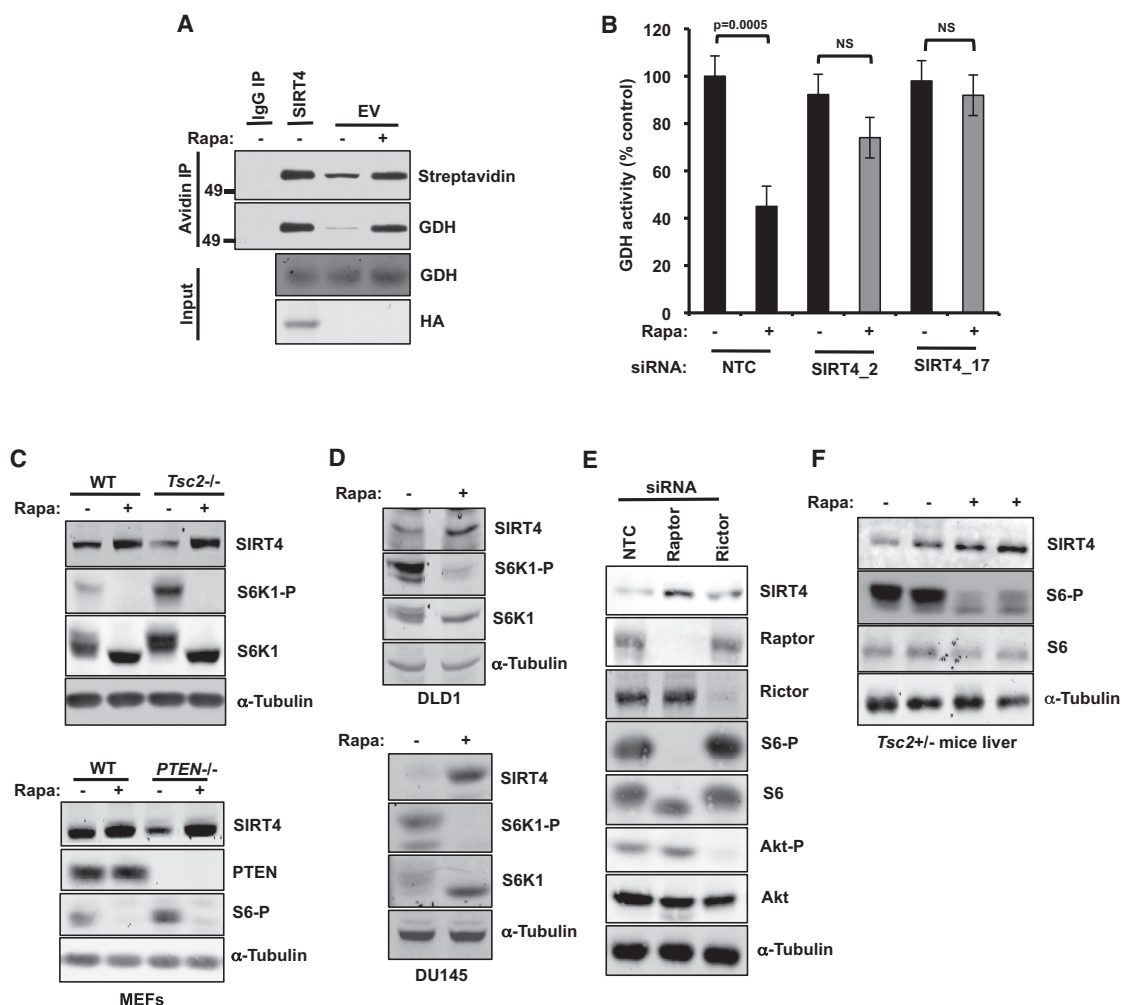 A
IgG IP
SIRT4
EV
Rapa: - - - +
Avidin IP
Streptavidin
49
GDH
49
Input
GDH
HA
B
GDH activity (% control)
120
100
80
60
40
20
0
p=0.0005
NS
NS
Rapa: - + - + - +
siRNA: NTC SIRT4_2 SIRT4_17
C
WT Tsc2-/-
Rapa: - + - +
SIRT4
S6K1-P
S6K1
α-Tubulin
WT PTEN-/-
Rapa: - + - +
SIRT4
PTEN
S6-P
α-Tubulin
MEFs
D
Rapa: - +
SIRT4
S6K1-P
S6K1
α-Tubulin
DLD1
Rapa: - +
SIRT4
S6K1-P
S6K1
α-Tubulin
DU145
E
siRNA
NTC
Raptor
Rictor
SIRT4
Raptor
Rictor
S6-P
S6
Akt-P
Akt
α-Tubulin
F
Rapa: - - + +
SIRT4
S6-P
S6
α-Tubulin
Tsc2+/- mice liver